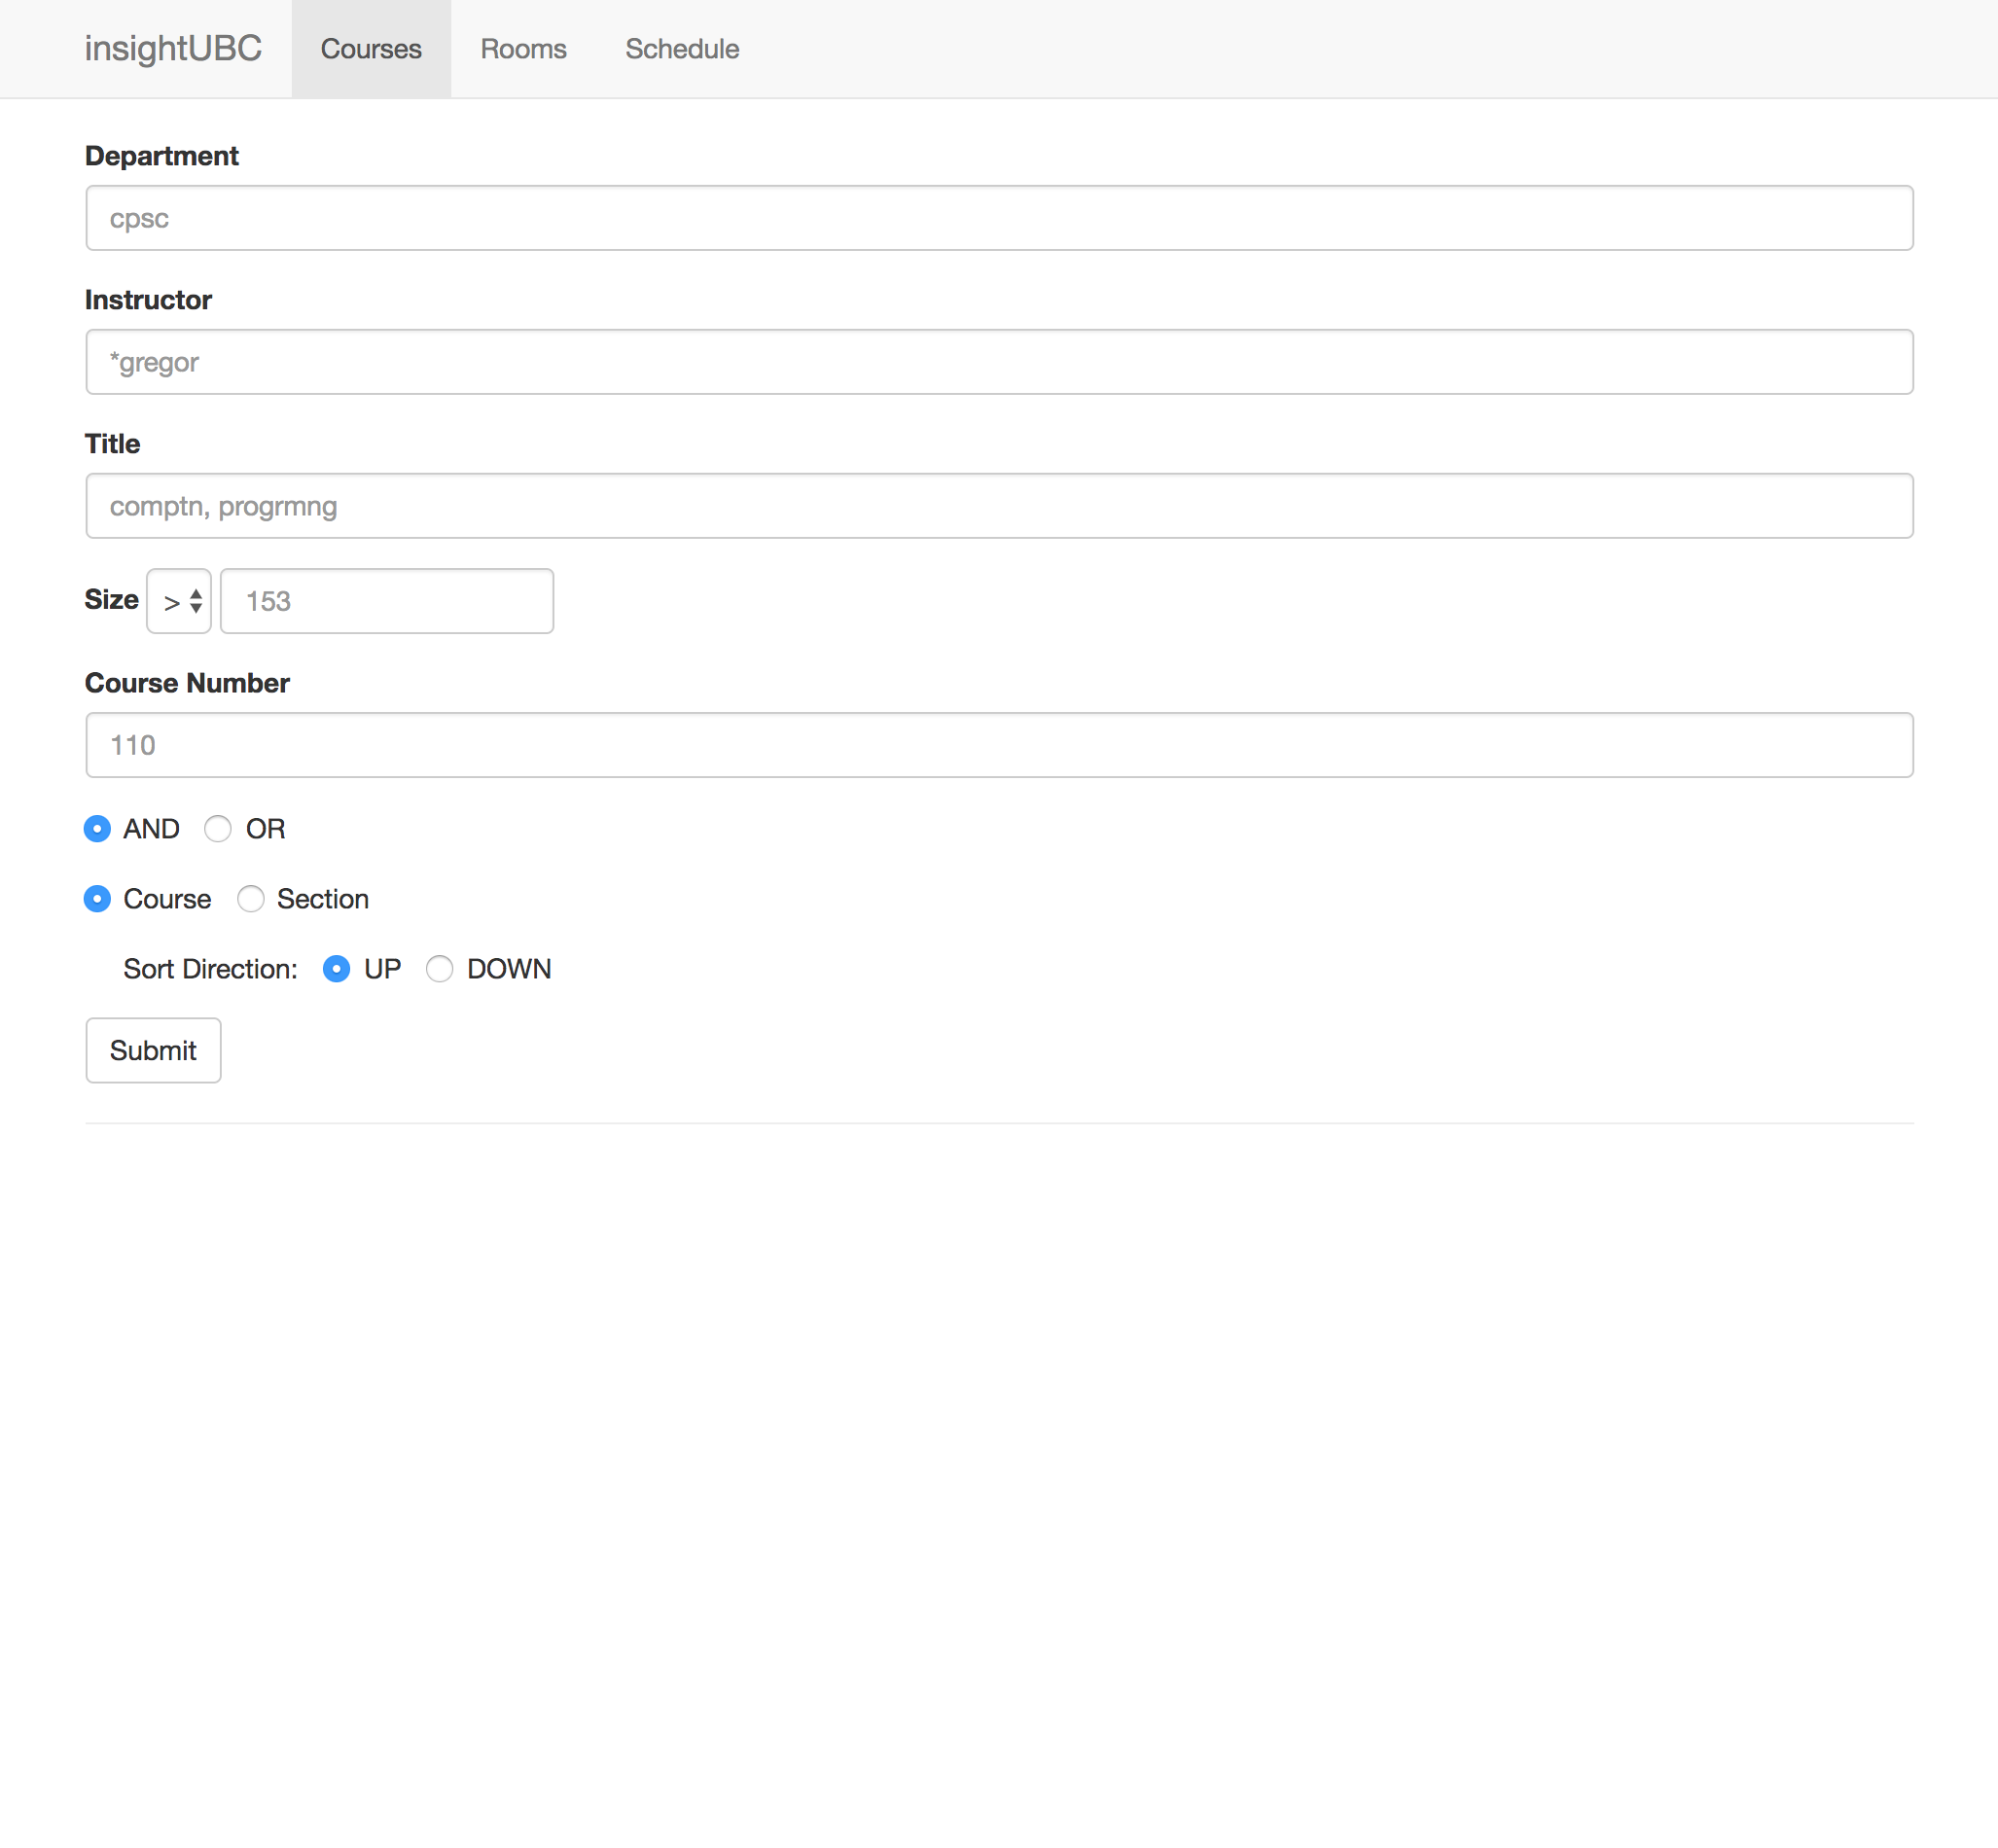 insightUBC Courses Rooms Schedule
Department
cpsc
Instructor
*gregor
Title
comptn, progrmng
Size > 153
Course Number
110
AND OR
Course Section
Sort Direction: UP DOWN
Submit